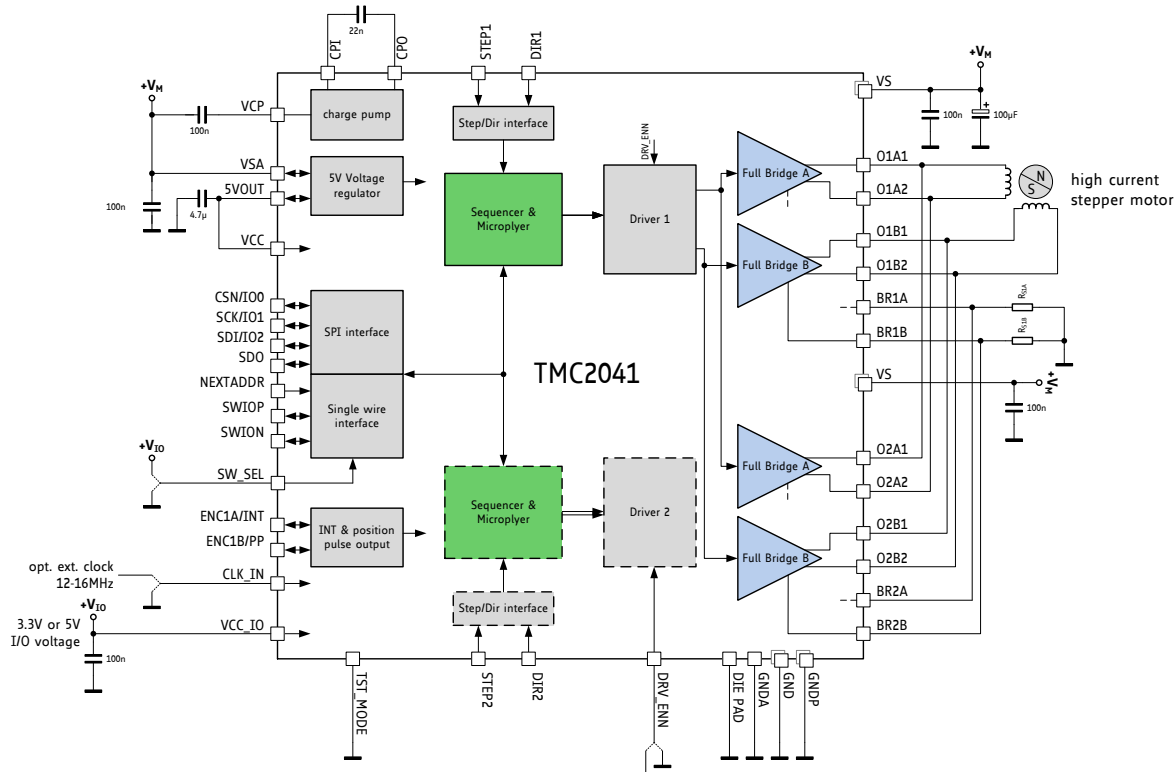 22n
CPI
CPO
STEP1
DIR1
+VM
VCP
100n
charge pump
Step/Dir interface
VSA
5VOUT
5V Voltage
regulator
100n
4.7µ
VCC
Sequencer &
Microplyer
DRV_ENN
Driver 1
Full Bridge A
Full Bridge B
VS
+VM
100n
+
100µF
O1A1
O1A2
N
S
high current
stepper motor
O1B1
O1B2
BR1A
RS1A
BR1B
RS1B
CSN/IO0
SCK/IO1
SDI/IO2
SDO
SPI interface
NEXTADDR
SWIOP
SWION
Single wire
interface
TMC2041
VS
+VM
100n
+VIO
SW_SEL
Sequencer &
Microplyer
Driver 2
Full Bridge A
O2A1
O2A2
Full Bridge B
O2B1
O2B2
BR2A
BR2B
ENC1A/INT
ENC1B/PP
INT & position
pulse output
opt. ext. clock
12-16MHz
CLK_IN
+VIO
3.3V or 5V
I/O voltage
VCC_IO
100n
Step/Dir interface
TST_MODE
STEP2
DIR2
DRV_ENN
DIE PAD
GNDA
GND
GNDP